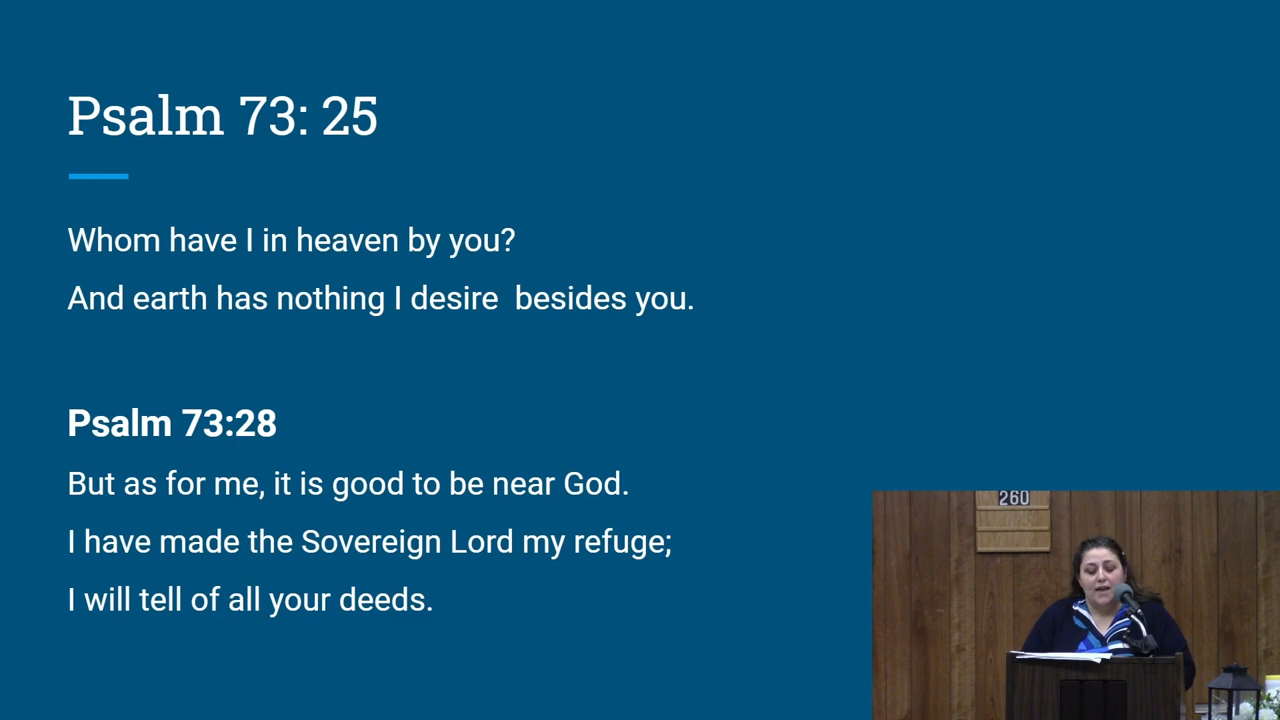 Psalm 73: 25
Whom have I in heaven by you?
And earth has nothing I desire  besides you.
Psalm 73:28
But as for me, it is good to be near God.
I have made the Sovereign Lord my refuge;
I will tell of all your deeds.
260